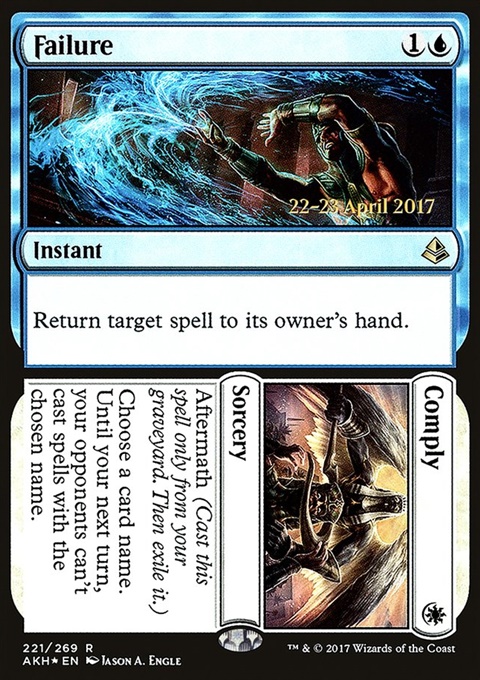 Failure 1
22–23 April 2017
Instant
Return target spell to its owner's hand.
Comply
Sorcery
Aftermath (Cast this
spell only from your
graveyard. Then exile it.)
Choose a card name.
Until your next turn,
your opponents can't
cast spells with the
chosen name.
221/269 R
AKH★EN Jason A. Engle
™ & © 2017 Wizards of the Coast